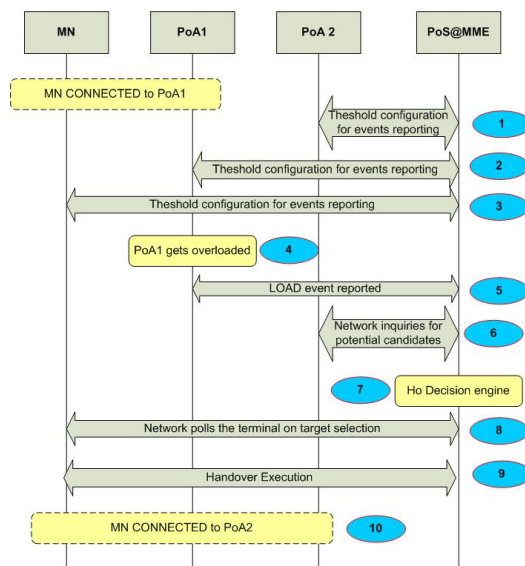 MN
PoA1
PoA 2
PoS@MME
MN CONNECTED to PoA1
Theshold configuration
for events reporting
1
Theshold configuration for events reporting
2
Theshold configuration for events reporting
3
PoA1 gets overloaded
4
LOAD event reported
5
Network inquiries for
potential candidates
6
7
Ho Decision engine
Network polls the terminal on target selection
8
Handover Execution
9
MN CONNECTED to PoA2
10